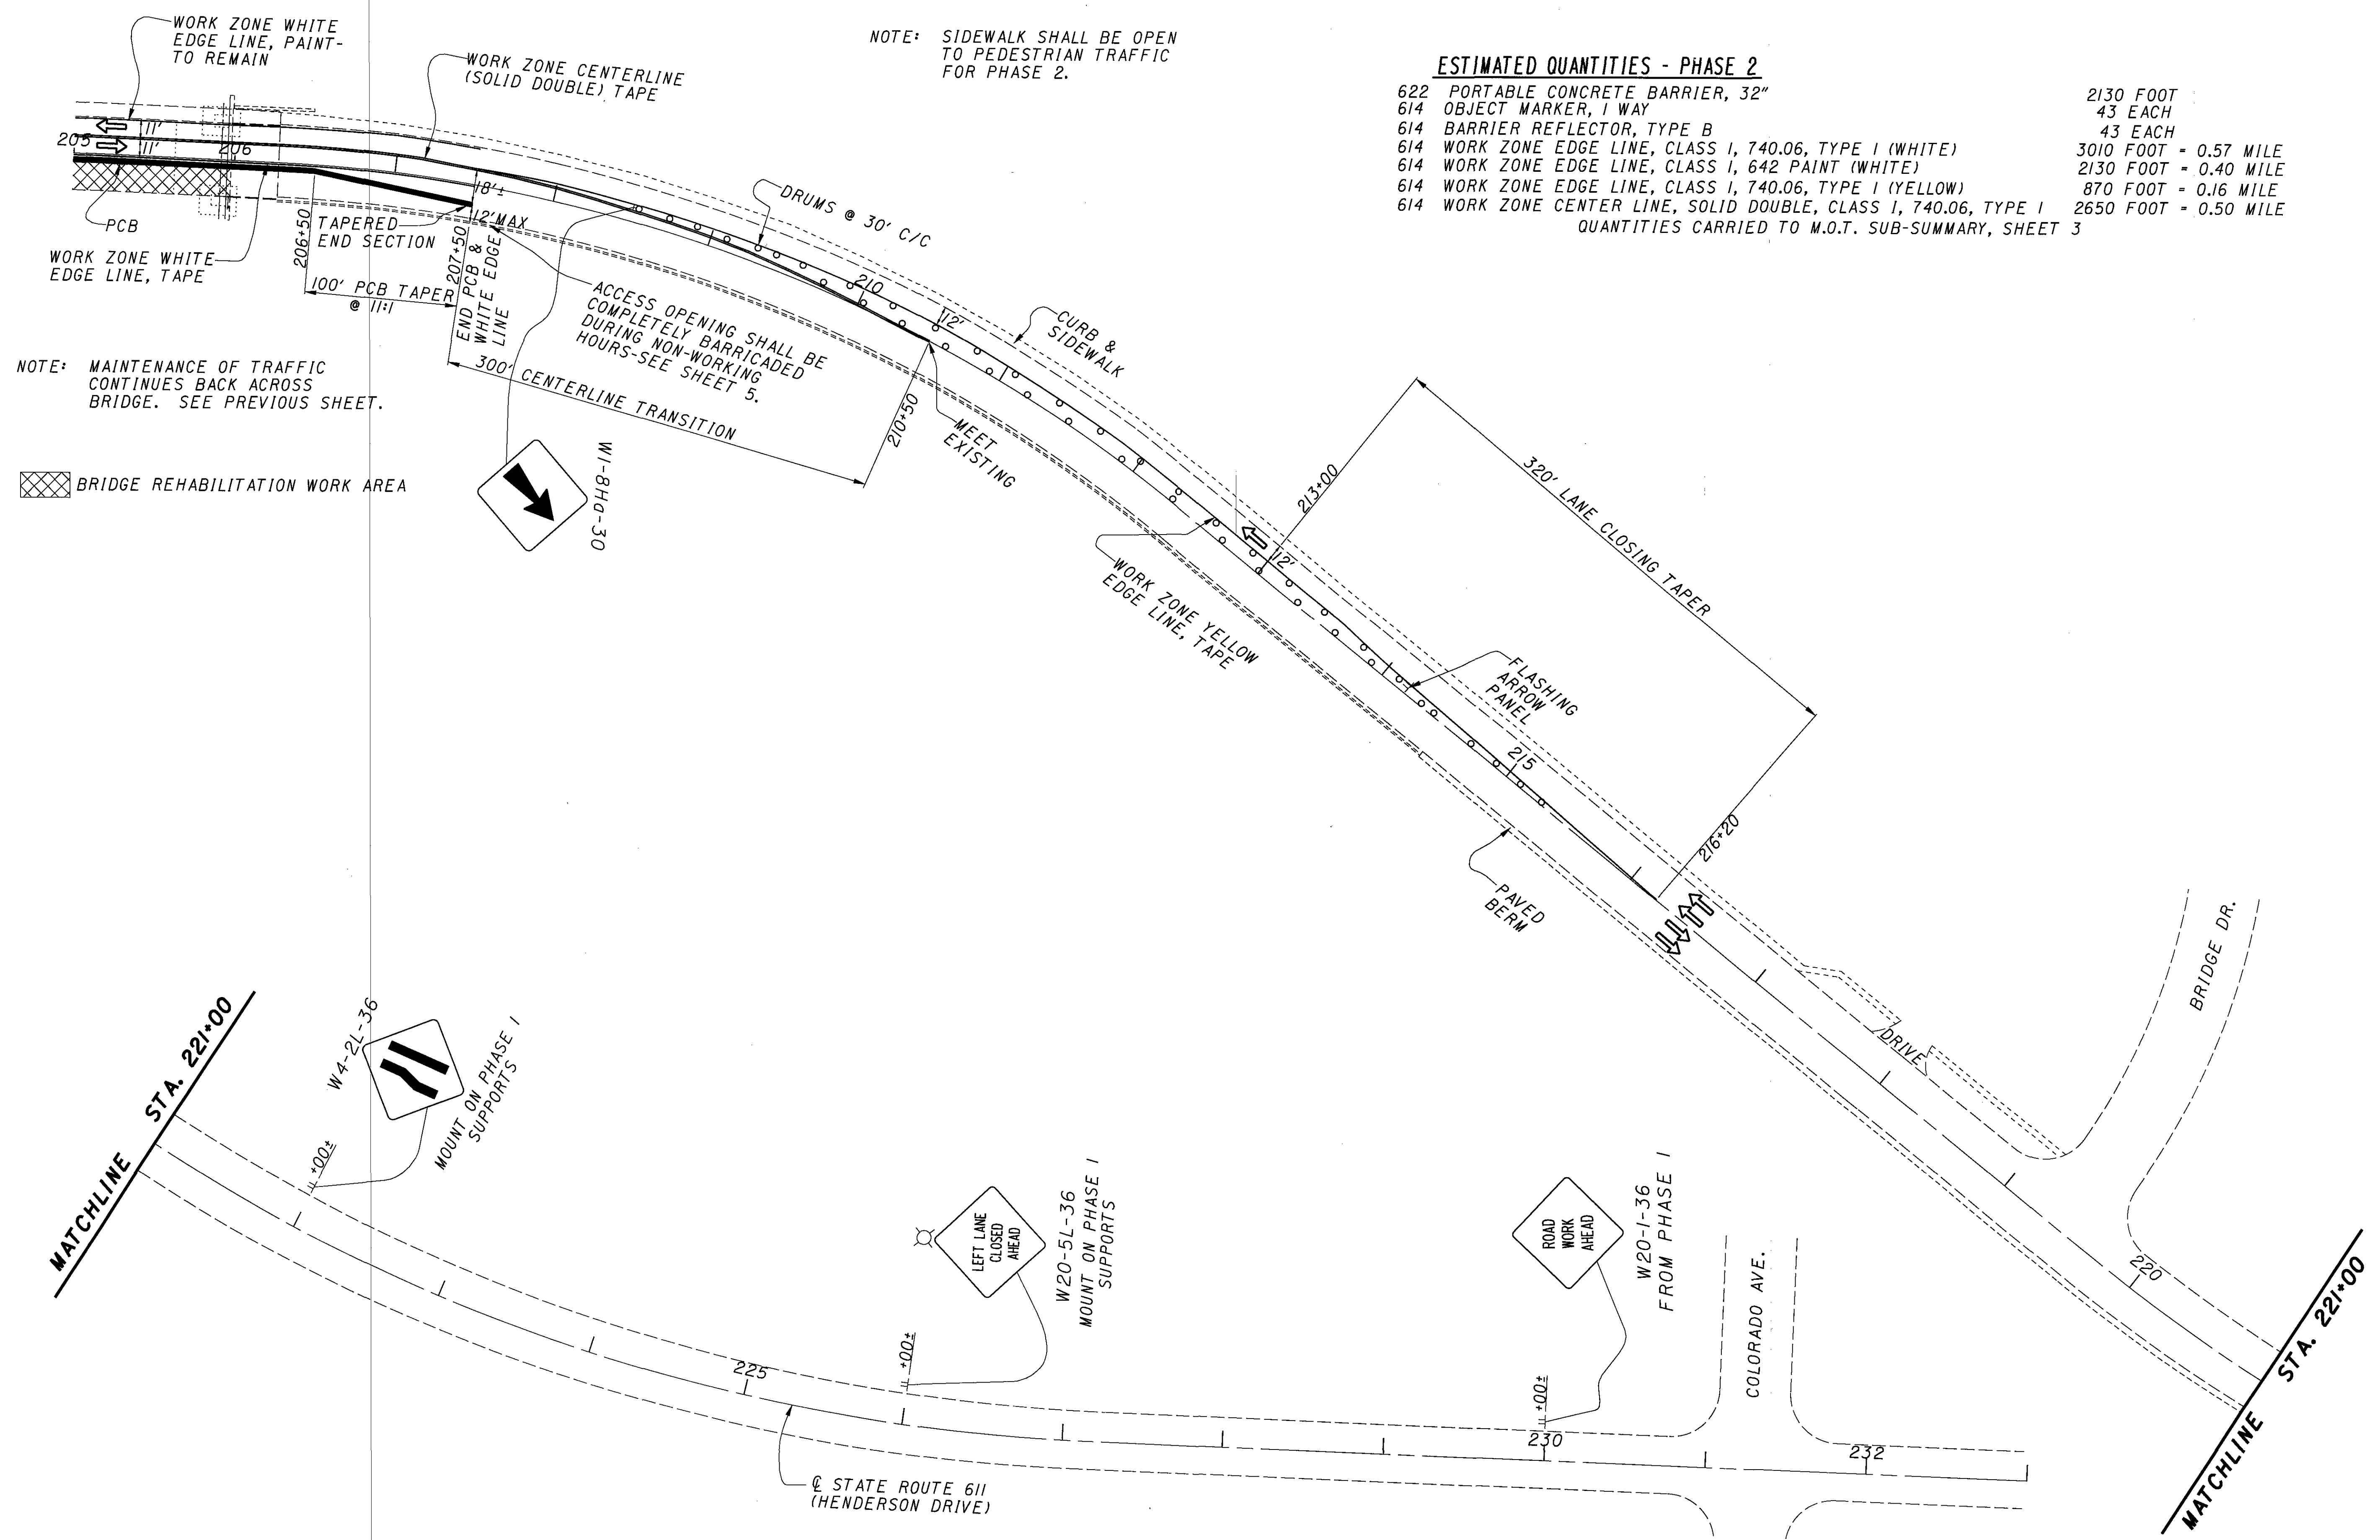 WORK ZONE WHITE
EDGE LINE, PAINT-
TO REMAIN
WORK ZONE CENTERLINE
(SOLID DOUBLE) TAPE
NOTE: SIDEWALK SHALL BE OPEN
TO PEDESTRIAN TRAFFIC
FOR PHASE 2.
ESTIMATED QUANTITIES - PHASE 2
622 PORTABLE CONCRETE BARRIER, 32" 2130 FOOT
614 OBJECT MARKER, 1 WAY 43 EACH
614 BARRIER REFLECTOR, TYPE B 43 EACH
614 WORK ZONE EDGE LINE, CLASS I, 740.06, TYPE I (WHITE) 3010 FOOT = 0.57 MILE
614 WORK ZONE EDGE LINE, CLASS I, 642 PAINT (WHITE) 2130 FOOT = 0.40 MILE
614 WORK ZONE EDGE LINE, CLASS I, 740.06, TYPE I (YELLOW) 870 FOOT = 0.16 MILE
614 WORK ZONE CENTER LINE, SOLID DOUBLE, CLASS I, 740.06, TYPE I 2650 FOOT = 0.50 MILE
QUANTITIES CARRIED TO M.O.T. SUB-SUMMARY, SHEET 3
205
11'
11'
206
18'±
12'MAX
DRUMS @ 30' C/C
PCB
WORK ZONE WHITE
EDGE LINE, TAPE
206+50
TAPERED
END SECTION
100' PCB TAPER
@ 11:1
207+50
END PCB &
WHITE EDGE
LINE
ACCESS OPENING SHALL BE
COMPLETELY BARRICADED
DURING NON-WORKING
HOURS-SEE SHEET 5.
300' CENTERLINE TRANSITION
210
12'
CURB &
SIDEWALK
210+50
MEET
EXISTING
NOTE: MAINTENANCE OF TRAFFIC
CONTINUES BACK ACROSS
BRIDGE. SEE PREVIOUS SHEET.
BRIDGE REHABILITATION WORK AREA
W1-8Ha-30
213+00
320' LANE CLOSING TAPER
12'
WORK ZONE YELLOW
EDGE LINE, TAPE
FLASHING
ARROW
PANEL
215
216+20
PAVED
BERM
DRIVE
BRIDGE DR.
220
MATCHLINE STA. 221+00
MATCHLINE STA. 221+00
W4-2L-36
MOUNT ON PHASE 1
SUPPORTS
+00±
LEFT LANE
CLOSED
AHEAD
W20-5L-36
MOUNT ON PHASE 1
SUPPORTS
+00±
ROAD
WORK
AHEAD
W20-1-36
FROM PHASE 1
+00±
COLORADO AVE.
225
230
232
℄ STATE ROUTE 611
(HENDERSON DRIVE)